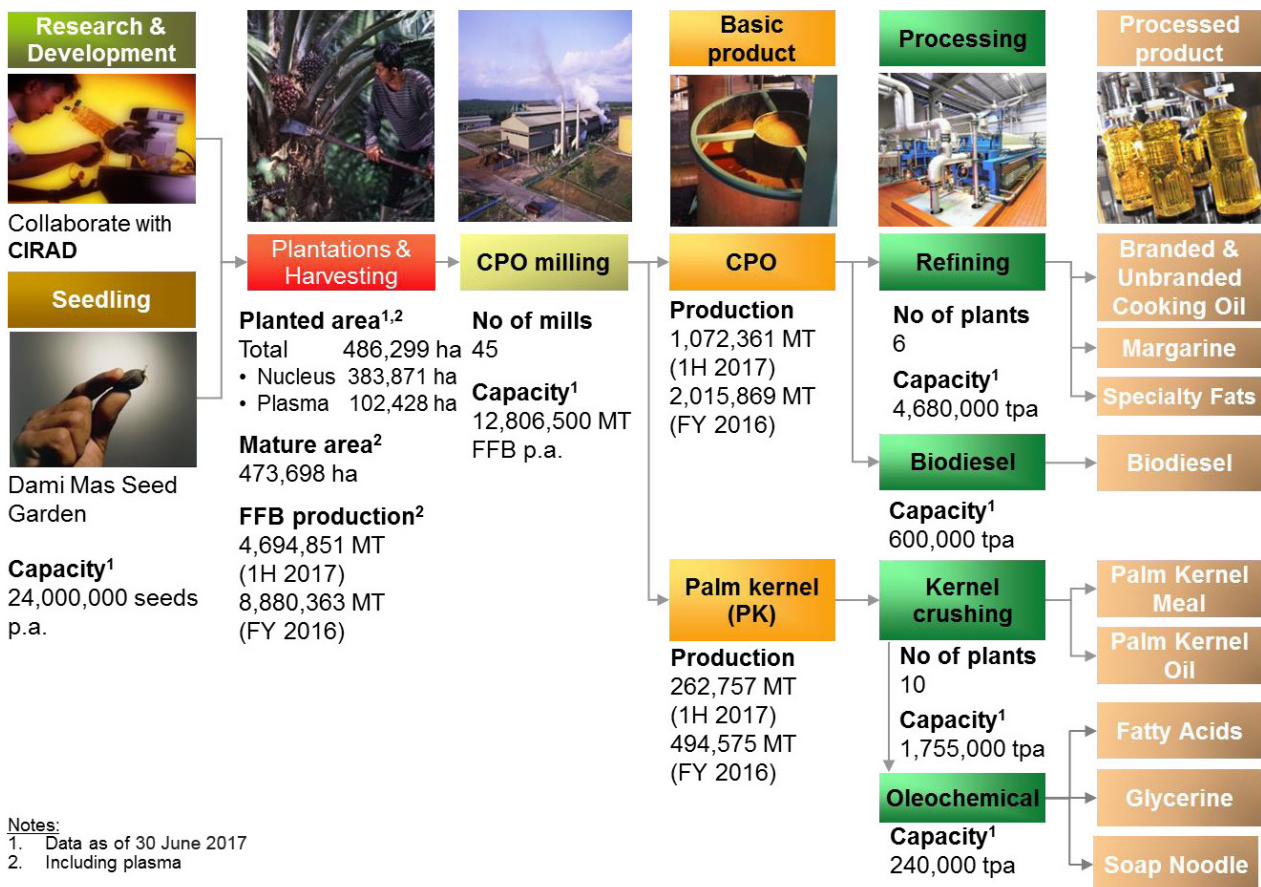 Research &
Development
Collaborate with
CIRAD
Seedling
Dami Mas Seed
Garden
Capacity1
24,000,000 seeds
p.a.
Plantations &
Harvesting
Planted area1,2
Total 486,299 ha
• Nucleus 383,871 ha
• Plasma 102,428 ha
Mature area2
473,698 ha
FFB production2
4,694,851 MT
(1H 2017)
8,880,363 MT
(FY 2016)
CPO milling
No of mills
45
Capacity1
12,806,500 MT
FFB p.a.
Basic
product
CPO
Production
1,072,361 MT
(1H 2017)
2,015,869 MT
(FY 2016)
Palm kernel
(PK)
Production
262,757 MT
(1H 2017)
494,575 MT
(FY 2016)
Processing
Refining
No of plants
6
Capacity1
4,680,000 tpa
Biodiesel
Capacity1
600,000 tpa
Kernel
crushing
No of plants
10
Capacity1
1,755,000 tpa
Oleochemical
Capacity1
240,000 tpa
Processed
product
Branded &
Unbranded
Cooking Oil
Margarine
Specialty Fats
Biodiesel
Palm Kernel
Meal
Palm Kernel
Oil
Fatty Acids
Glycerine
Soap Noodle
Notes:
1. Data as of 30 June 2017
2. Including plasma